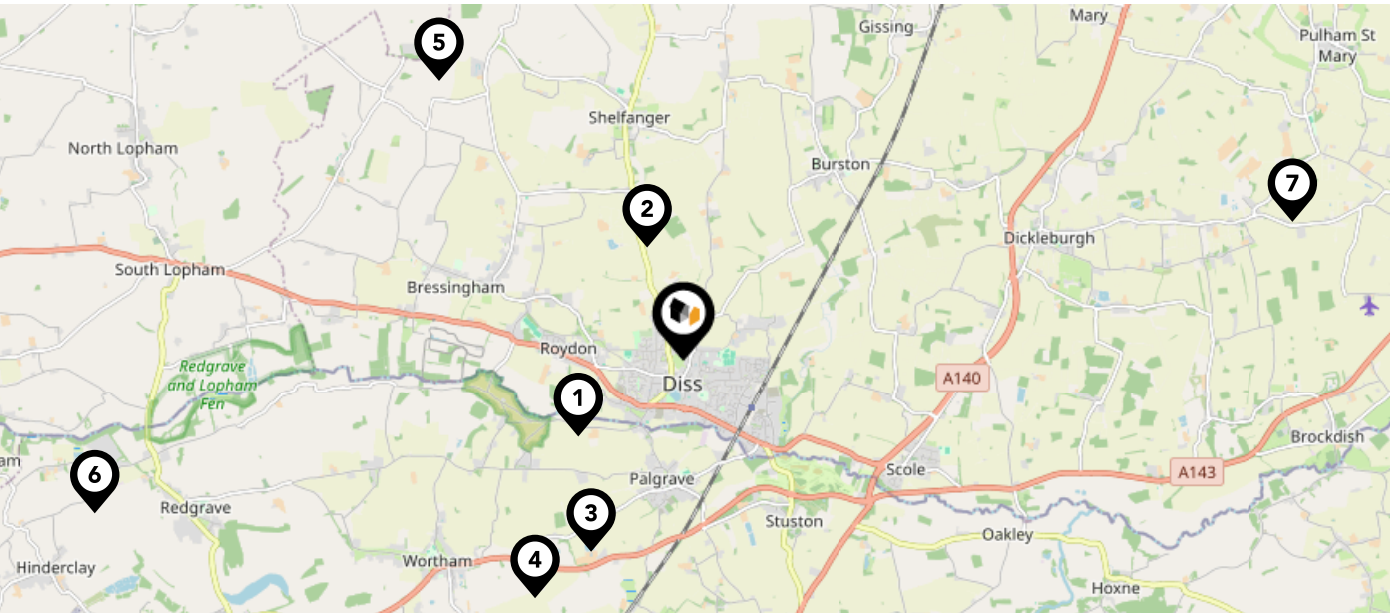 Gissing
Mary
Pulham St
Mary
5
Shelfanger
North Lopham
Burston
7
2
Dickleburgh
South Lopham
Bressingham
Roydon
Redgrave
and Lopham
Fen
Diss
A140
1
Brockdish
am
6
Palgrave
Scole
A143
Redgrave
3
Stuston
Oakley
4
Wortham
Hinderclay
Hoxne